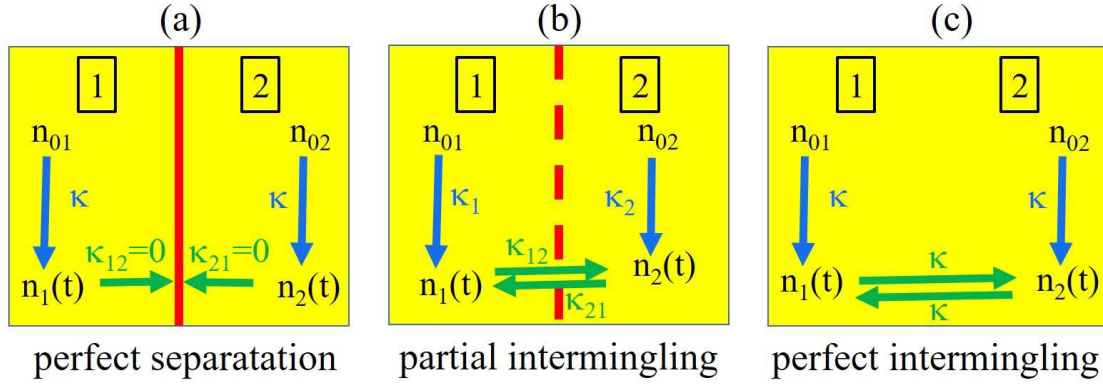 (a) (b) (c)
1 2 1 2 1 2
n₀₁ n₀₂ n₀₁ n₀₂ n₀₁ n₀₂
κ κ κ₁ κ₂ κ κ
κ₁₂=0 κ₂₁=0 κ₁₂ κ
n₁(t) n₂(t) n₁(t) n₂(t) n₁(t) n₂(t)
κ₂₁ κ
perfect separatation partial intermingling perfect intermingling